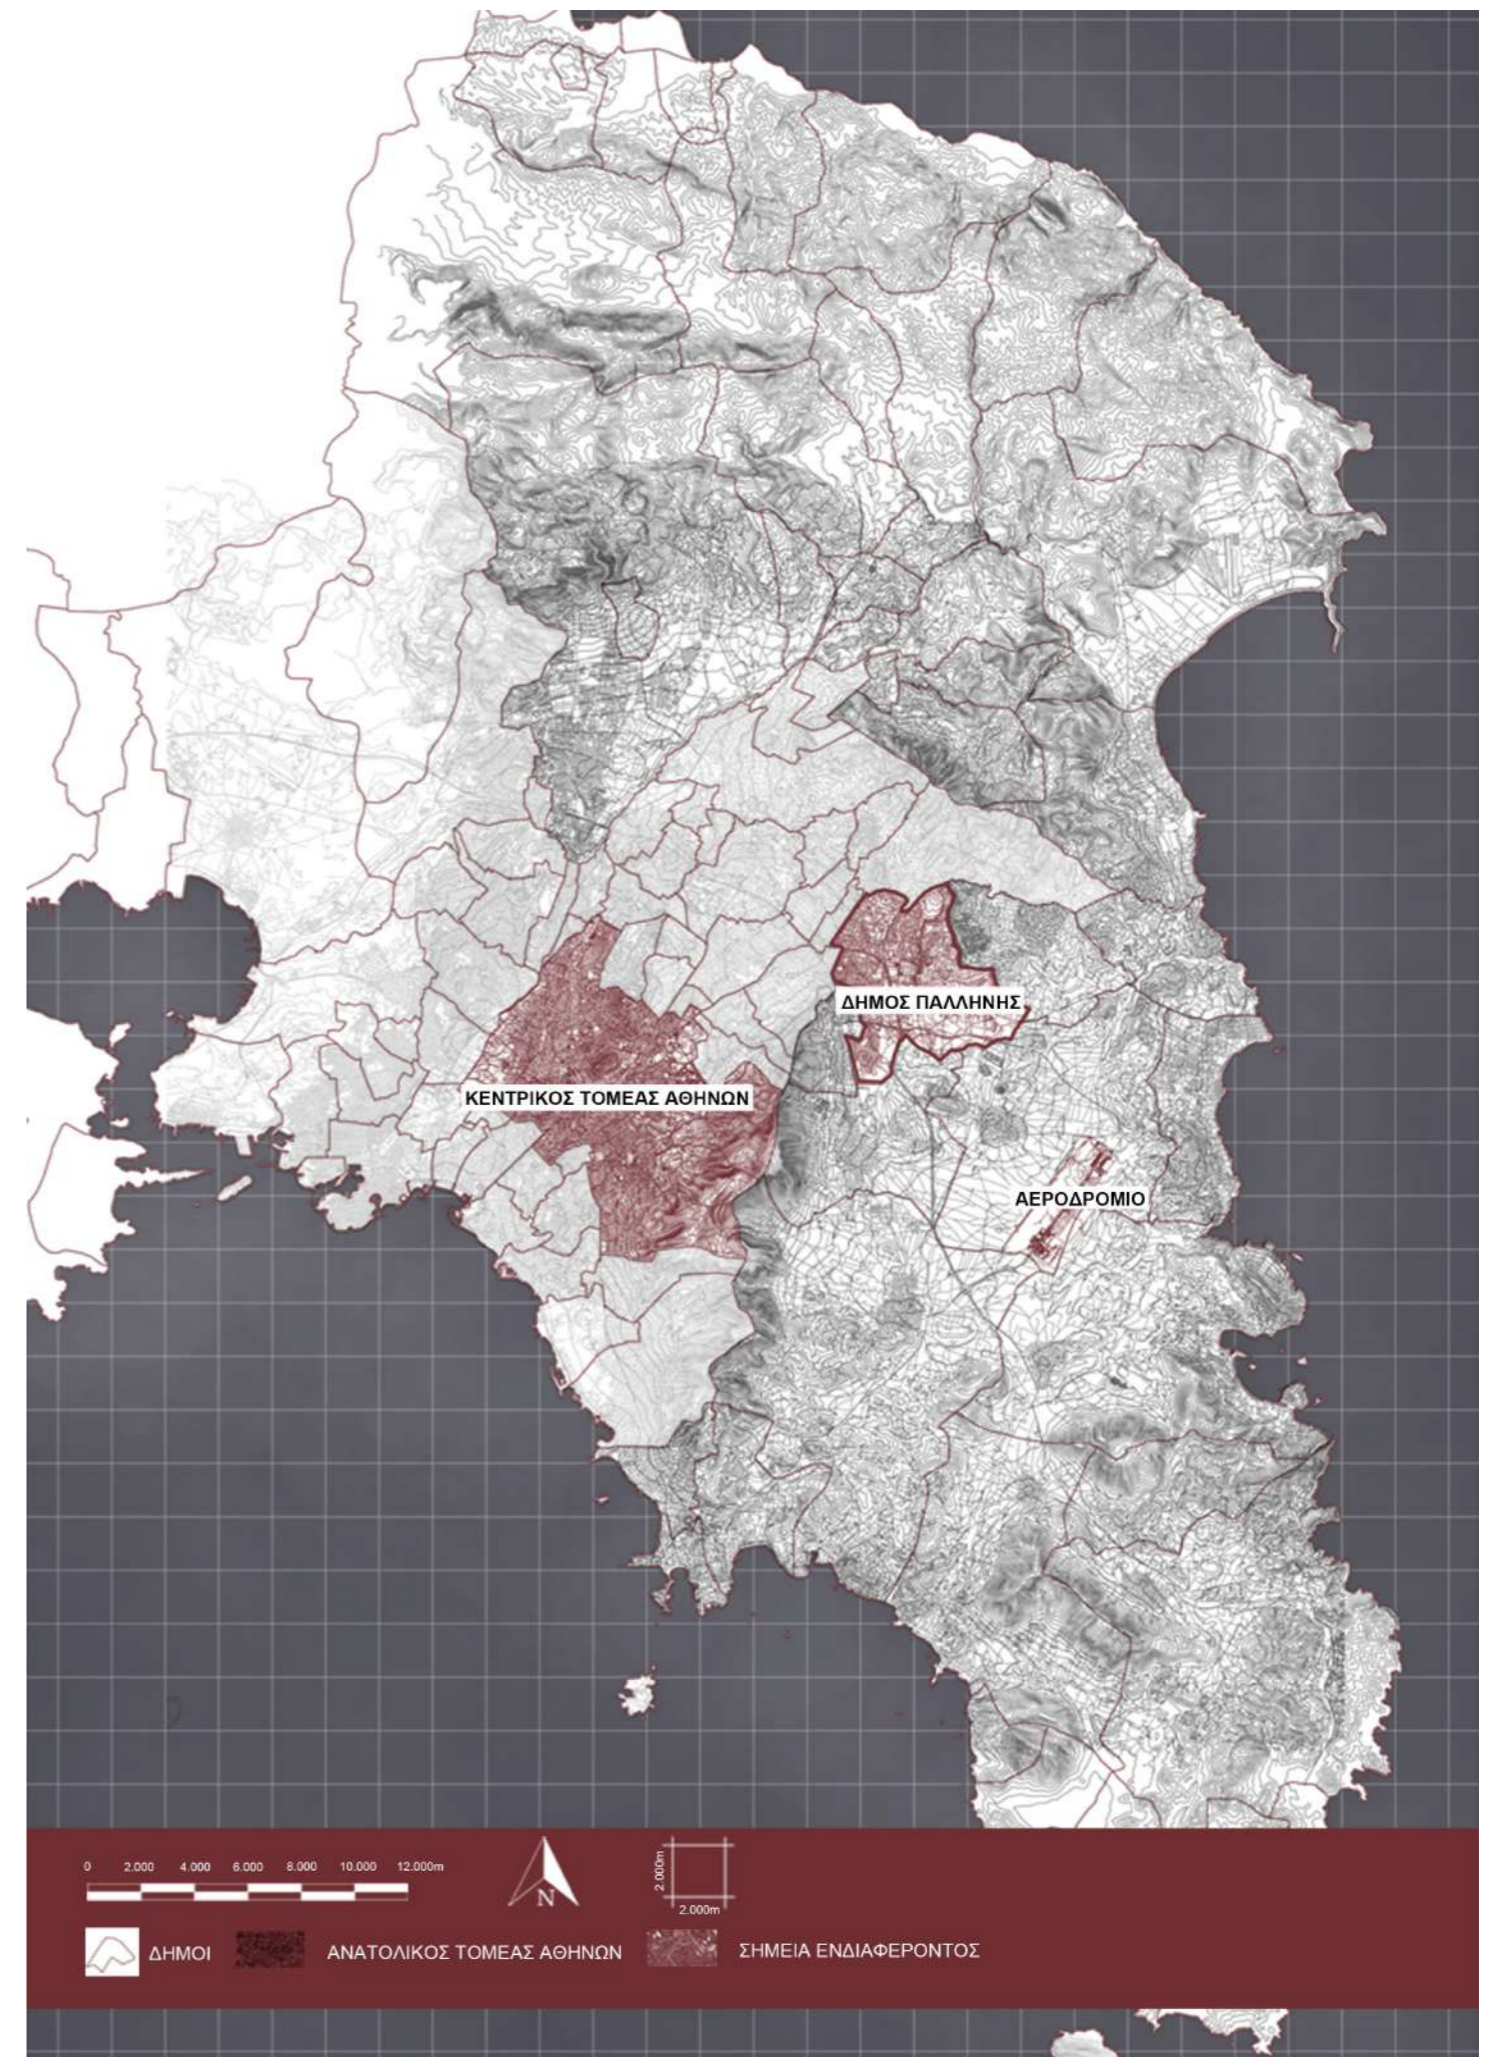 ΔΗΜΟΣ ΠΑΛΛΗΝΗΣ
ΚΕΝΤΡΙΚΟΣ ΤΟΜΕΑΣ ΑΘΗΝΩΝ
ΑΕΡΟΔΡΟΜΙΟ
0 2.000 4.000 6.000 8.000 10.000 12.000m
N
2.000m
2.000m
ΔΗΜΟΙ
ΑΝΑΤΟΛΙΚΟΣ ΤΟΜΕΑΣ ΑΘΗΝΩΝ
ΣΗΜΕΙΑ ΕΝΔΙΑΦΕΡΟΝΤΟΣ